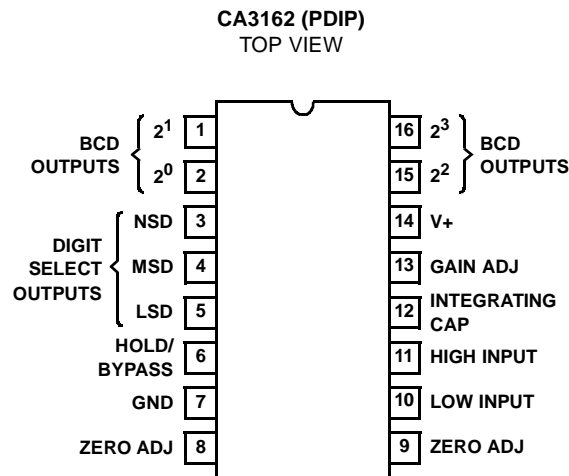 CA3162 (PDIP)
TOP VIEW
BCD
OUTPUTS
2¹ 1
2⁰ 2
DIGIT
SELECT
OUTPUTS
NSD 3
MSD 4
LSD 5
HOLD/
BYPASS 6
GND 7
ZERO ADJ 8
16 2³
15 2²
BCD
OUTPUTS
14 V+
13 GAIN ADJ
12 INTEGRATING
CAP
11 HIGH INPUT
10 LOW INPUT
9 ZERO ADJ